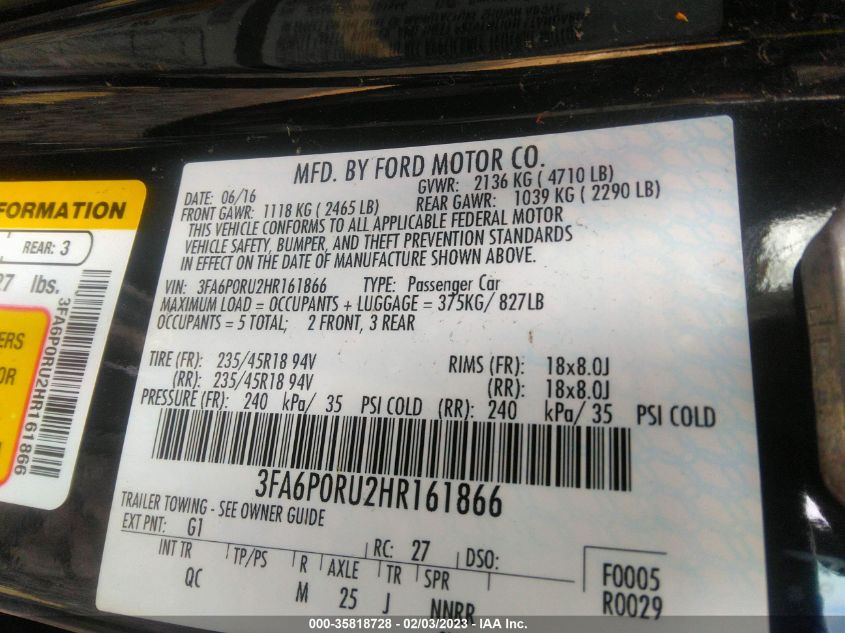 MFD. BY FORD MOTOR CO.
DATE: 06/16 GVWR: 2136 KG ( 4710 LB)
FRONT GAWR: 1118 KG ( 2465 LB) REAR GAWR: 1039 KG ( 2290 LB)
THIS VEHICLE CONFORMS TO ALL APPLICABLE FEDERAL MOTOR
VEHICLE SAFETY, BUMPER, AND THEFT PREVENTION STANDARDS
IN EFFECT ON THE DATE OF MANUFACTURE SHOWN ABOVE.
VIN: 3FA6P0RU2HR161866 TYPE: Passenger Car
MAXIMUM LOAD = OCCUPANTS + LUGGAGE = 375KG/ 827LB
OCCUPANTS = 5 TOTAL; 2 FRONT, 3 REAR
TIRE (FR): 235/45R18 94V RIMS (FR): 18x8.0J
(RR): 235/45R18 94V (RR): 18x8.0J
PRESSURE (FR): 240 kPa/ 35 PSI COLD (RR): 240 kPa/ 35 PSI COLD
3FA6P0RU2HR161866
TRAILER TOWING - SEE OWNER GUIDE
EXT PNT: G1 RC: 27 DSO:
INT TR TP/PS R AXLE TR SPR F0005
QC M 25 J NNRR R0029
FORMATION
REAR: 3
27 lbs.
3FA6P0RU2HR161866
ERS
OR
000-35818728 - 02/03/2023 - IAA Inc.